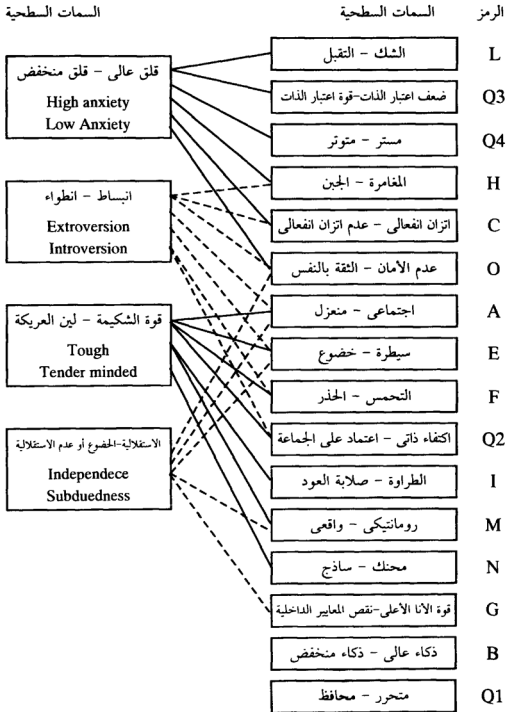 الرمز
السمات السطحية
السمات السطحية
L
الشك - التقبل
Q3
ضعف اعتبار الذات-قوة اعتبار الذات
Q4
مستر - متوتر
H
المغامرة - الجبن
C
اتزان انفعالى - عدم اتزان انفعالى
O
عدم الأمان - الثقة بالنفس
A
اجتماعى - منعزل
E
سيطرة - خضوع
F
التحمس - الحذر
Q2
اكتفاء ذاتى - اعتماد على الجماعة
I
الطراوة - صلابة العود
M
رومانتيكى - واقعى
N
محنك - ساذج
G
قوة الأنا الأعلى-نقص المعايير الداخلية
B
ذكاء عالى - ذكاء منخفض
Q1
متحرر - محافظ
قلق عالى - قلق منخفض
High anxiety
Low Anxiety
انبساط - انطواء
Extroversion
Introversion
قوة الشكيمة - لين العريكة
Tough
Tender minded
الاستقلالية-الخضوع أو عدم الاستقلالية
Independece
Subduedness